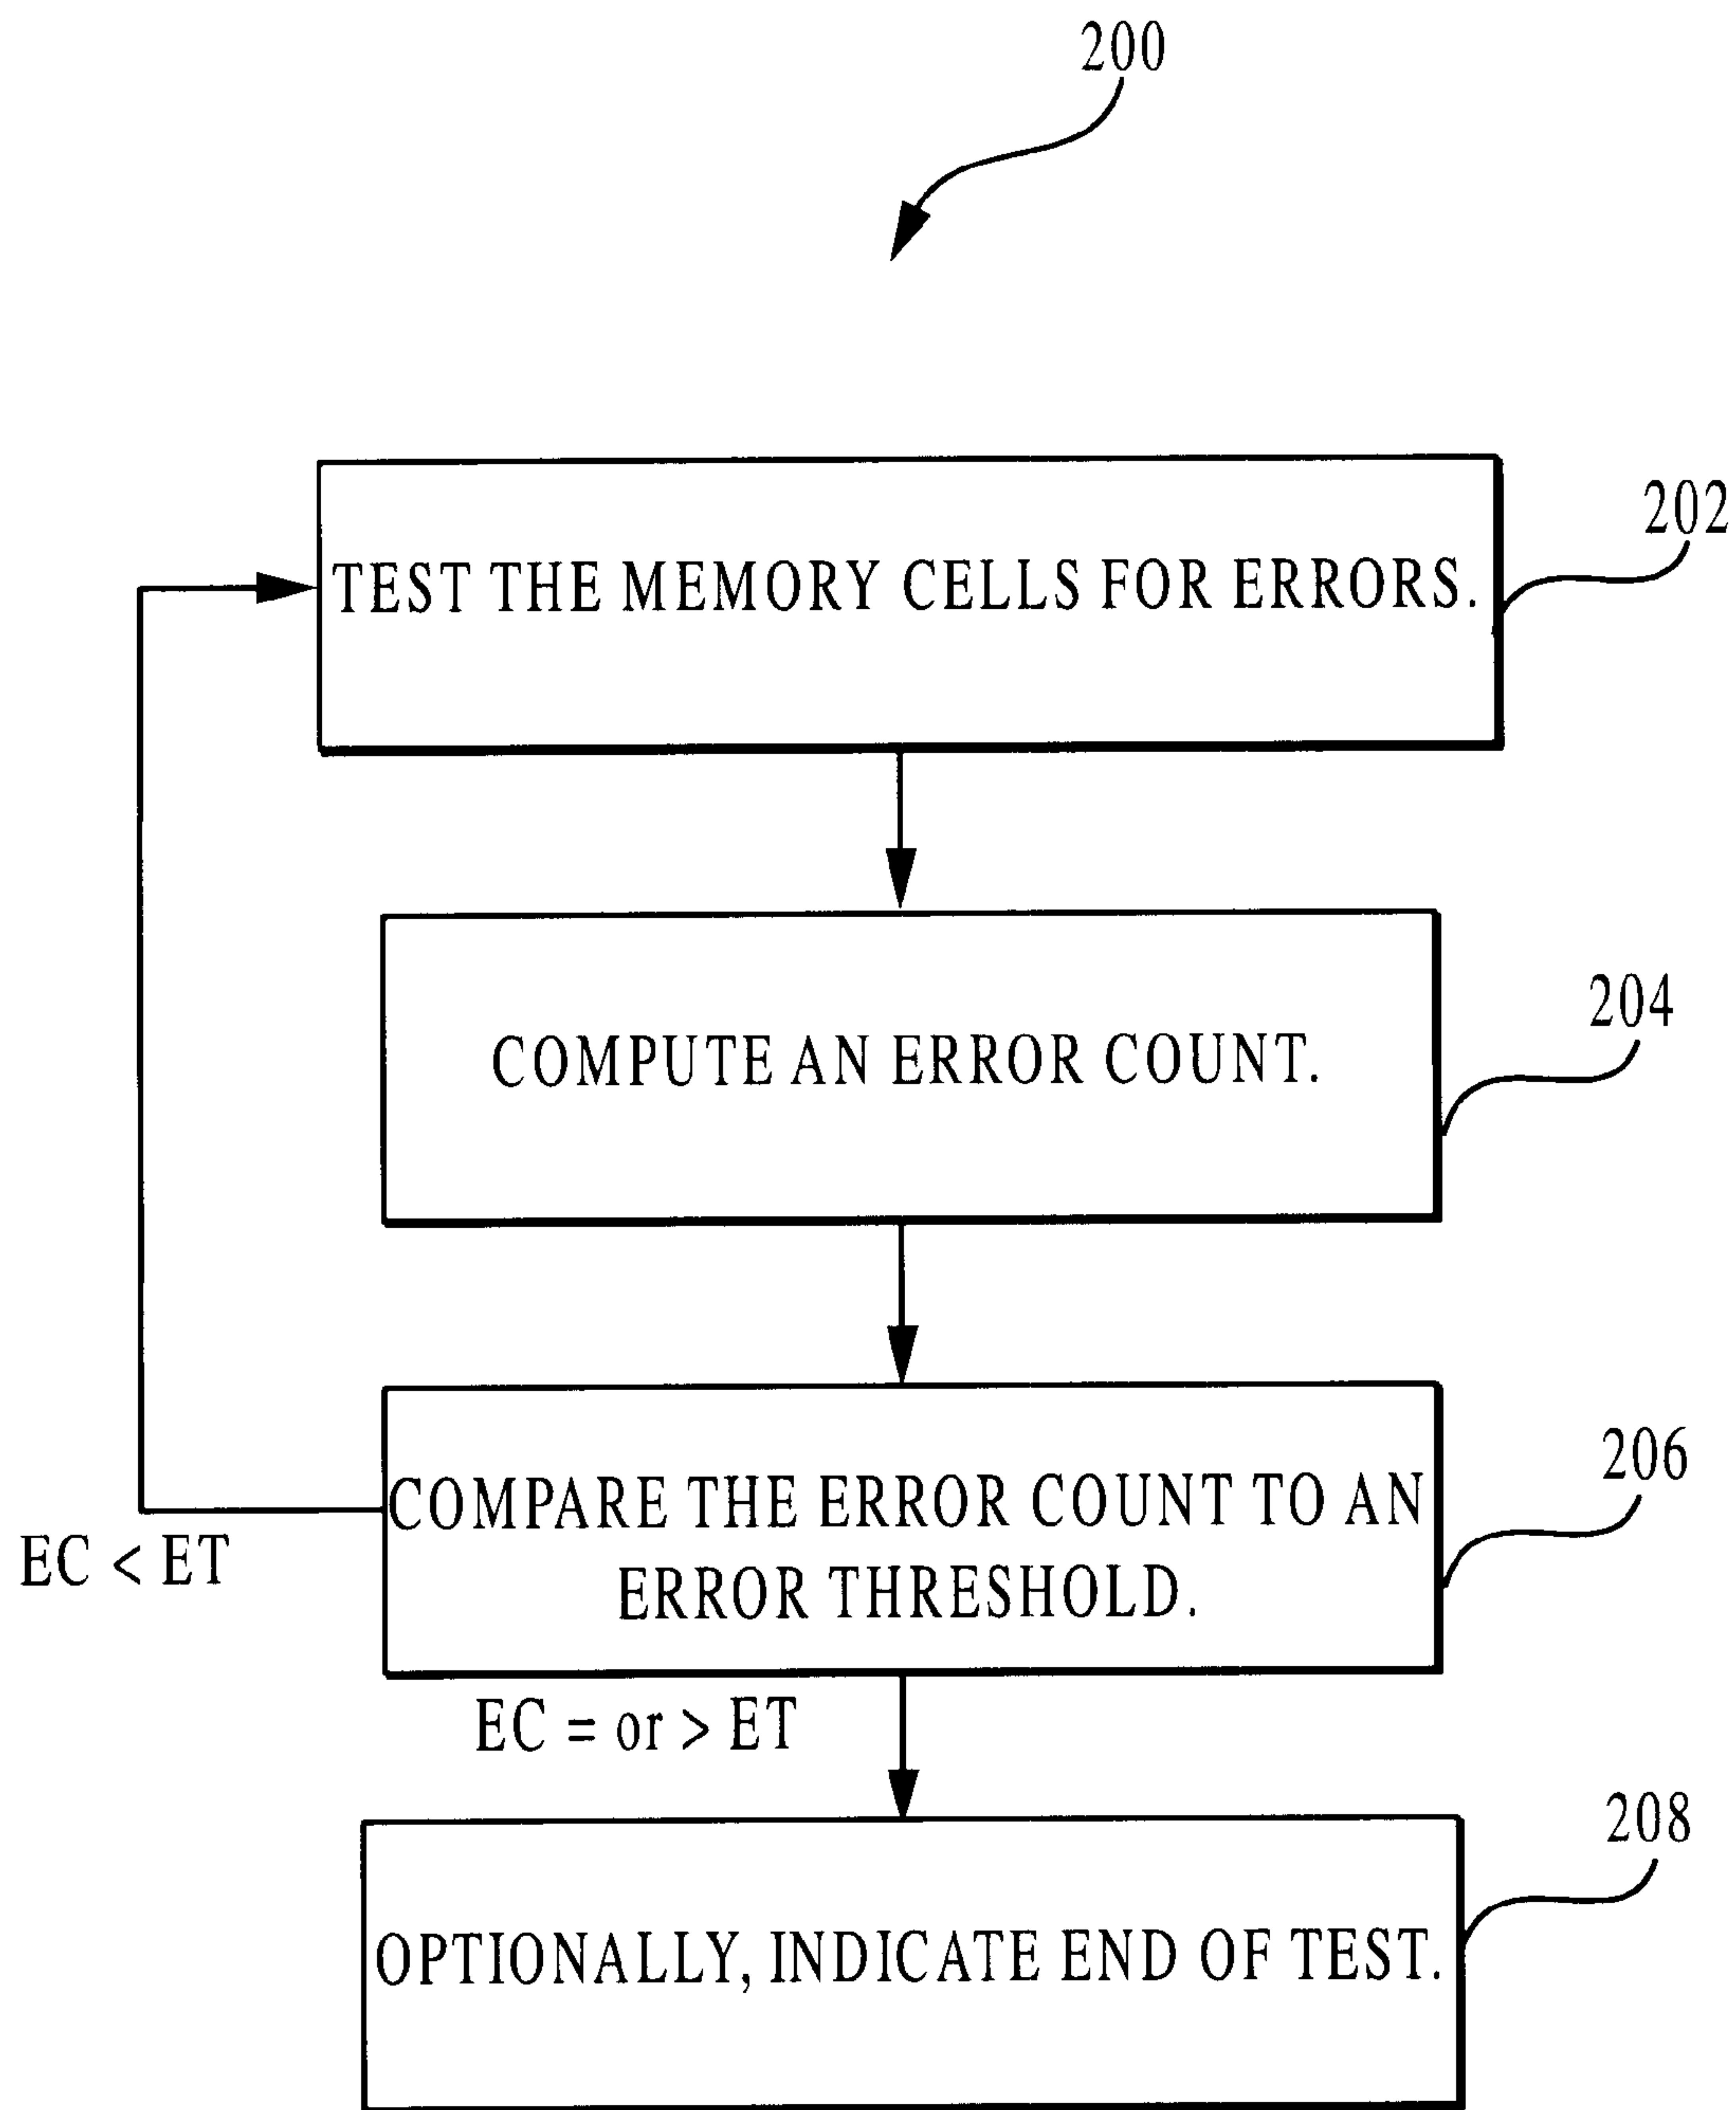 200
202
TEST THE MEMORY CELLS FOR ERRORS.
204
COMPUTE AN ERROR COUNT.
206
COMPARE THE ERROR COUNT TO AN
ERROR THRESHOLD.
EC < ET
EC = or > ET
208
OPTIONALLY, INDICATE END OF TEST.